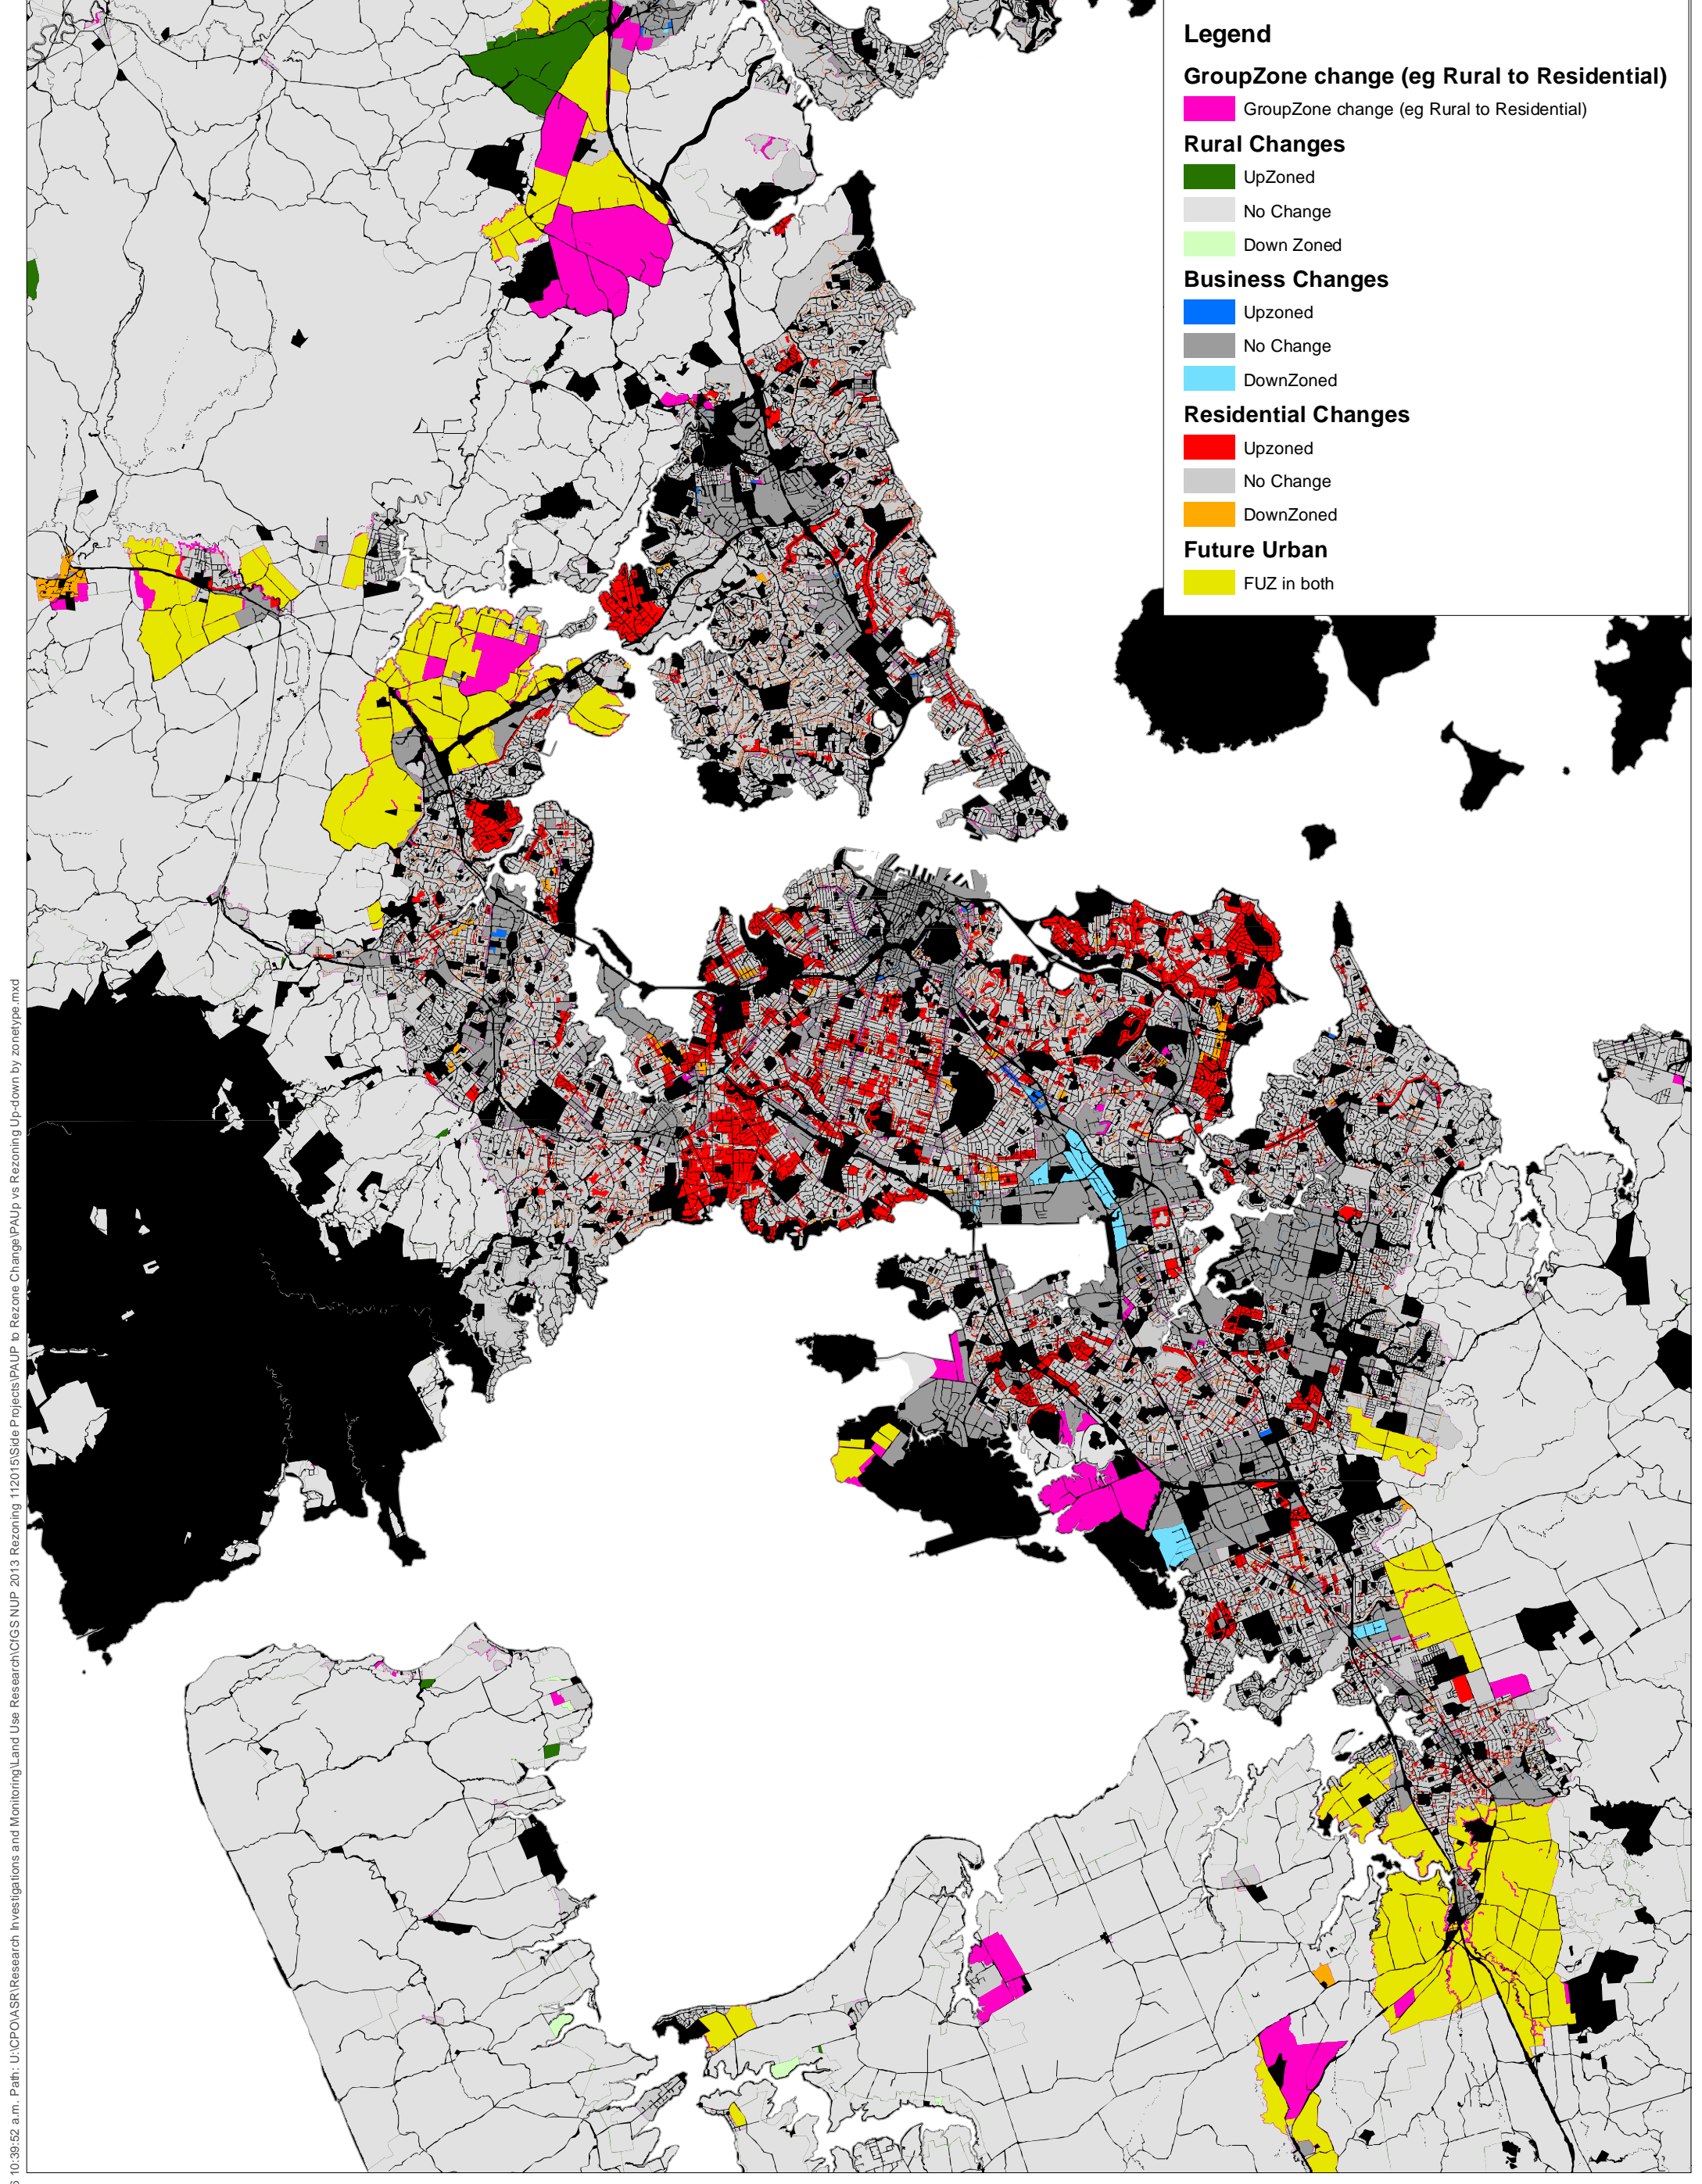 Legend
GroupZone change (eg Rural to Residential)
GroupZone change (eg Rural to Residential)
Rural Changes
UpZoned
No Change
Down Zoned
Business Changes
Upzoned
No Change
DownZoned
Residential Changes
Upzoned
No Change
DownZoned
Future Urban
FUZ in both
10:39:52 a.m. Path: U:\CPO\ASR\Research Investigations and Monitoring\Land Use Research\CfGS NUP 2013 Rezoning 112015\Side Projects\PAUP to Rezone Change\PAUp vs Rezoning Up-down by zonetype.mxd